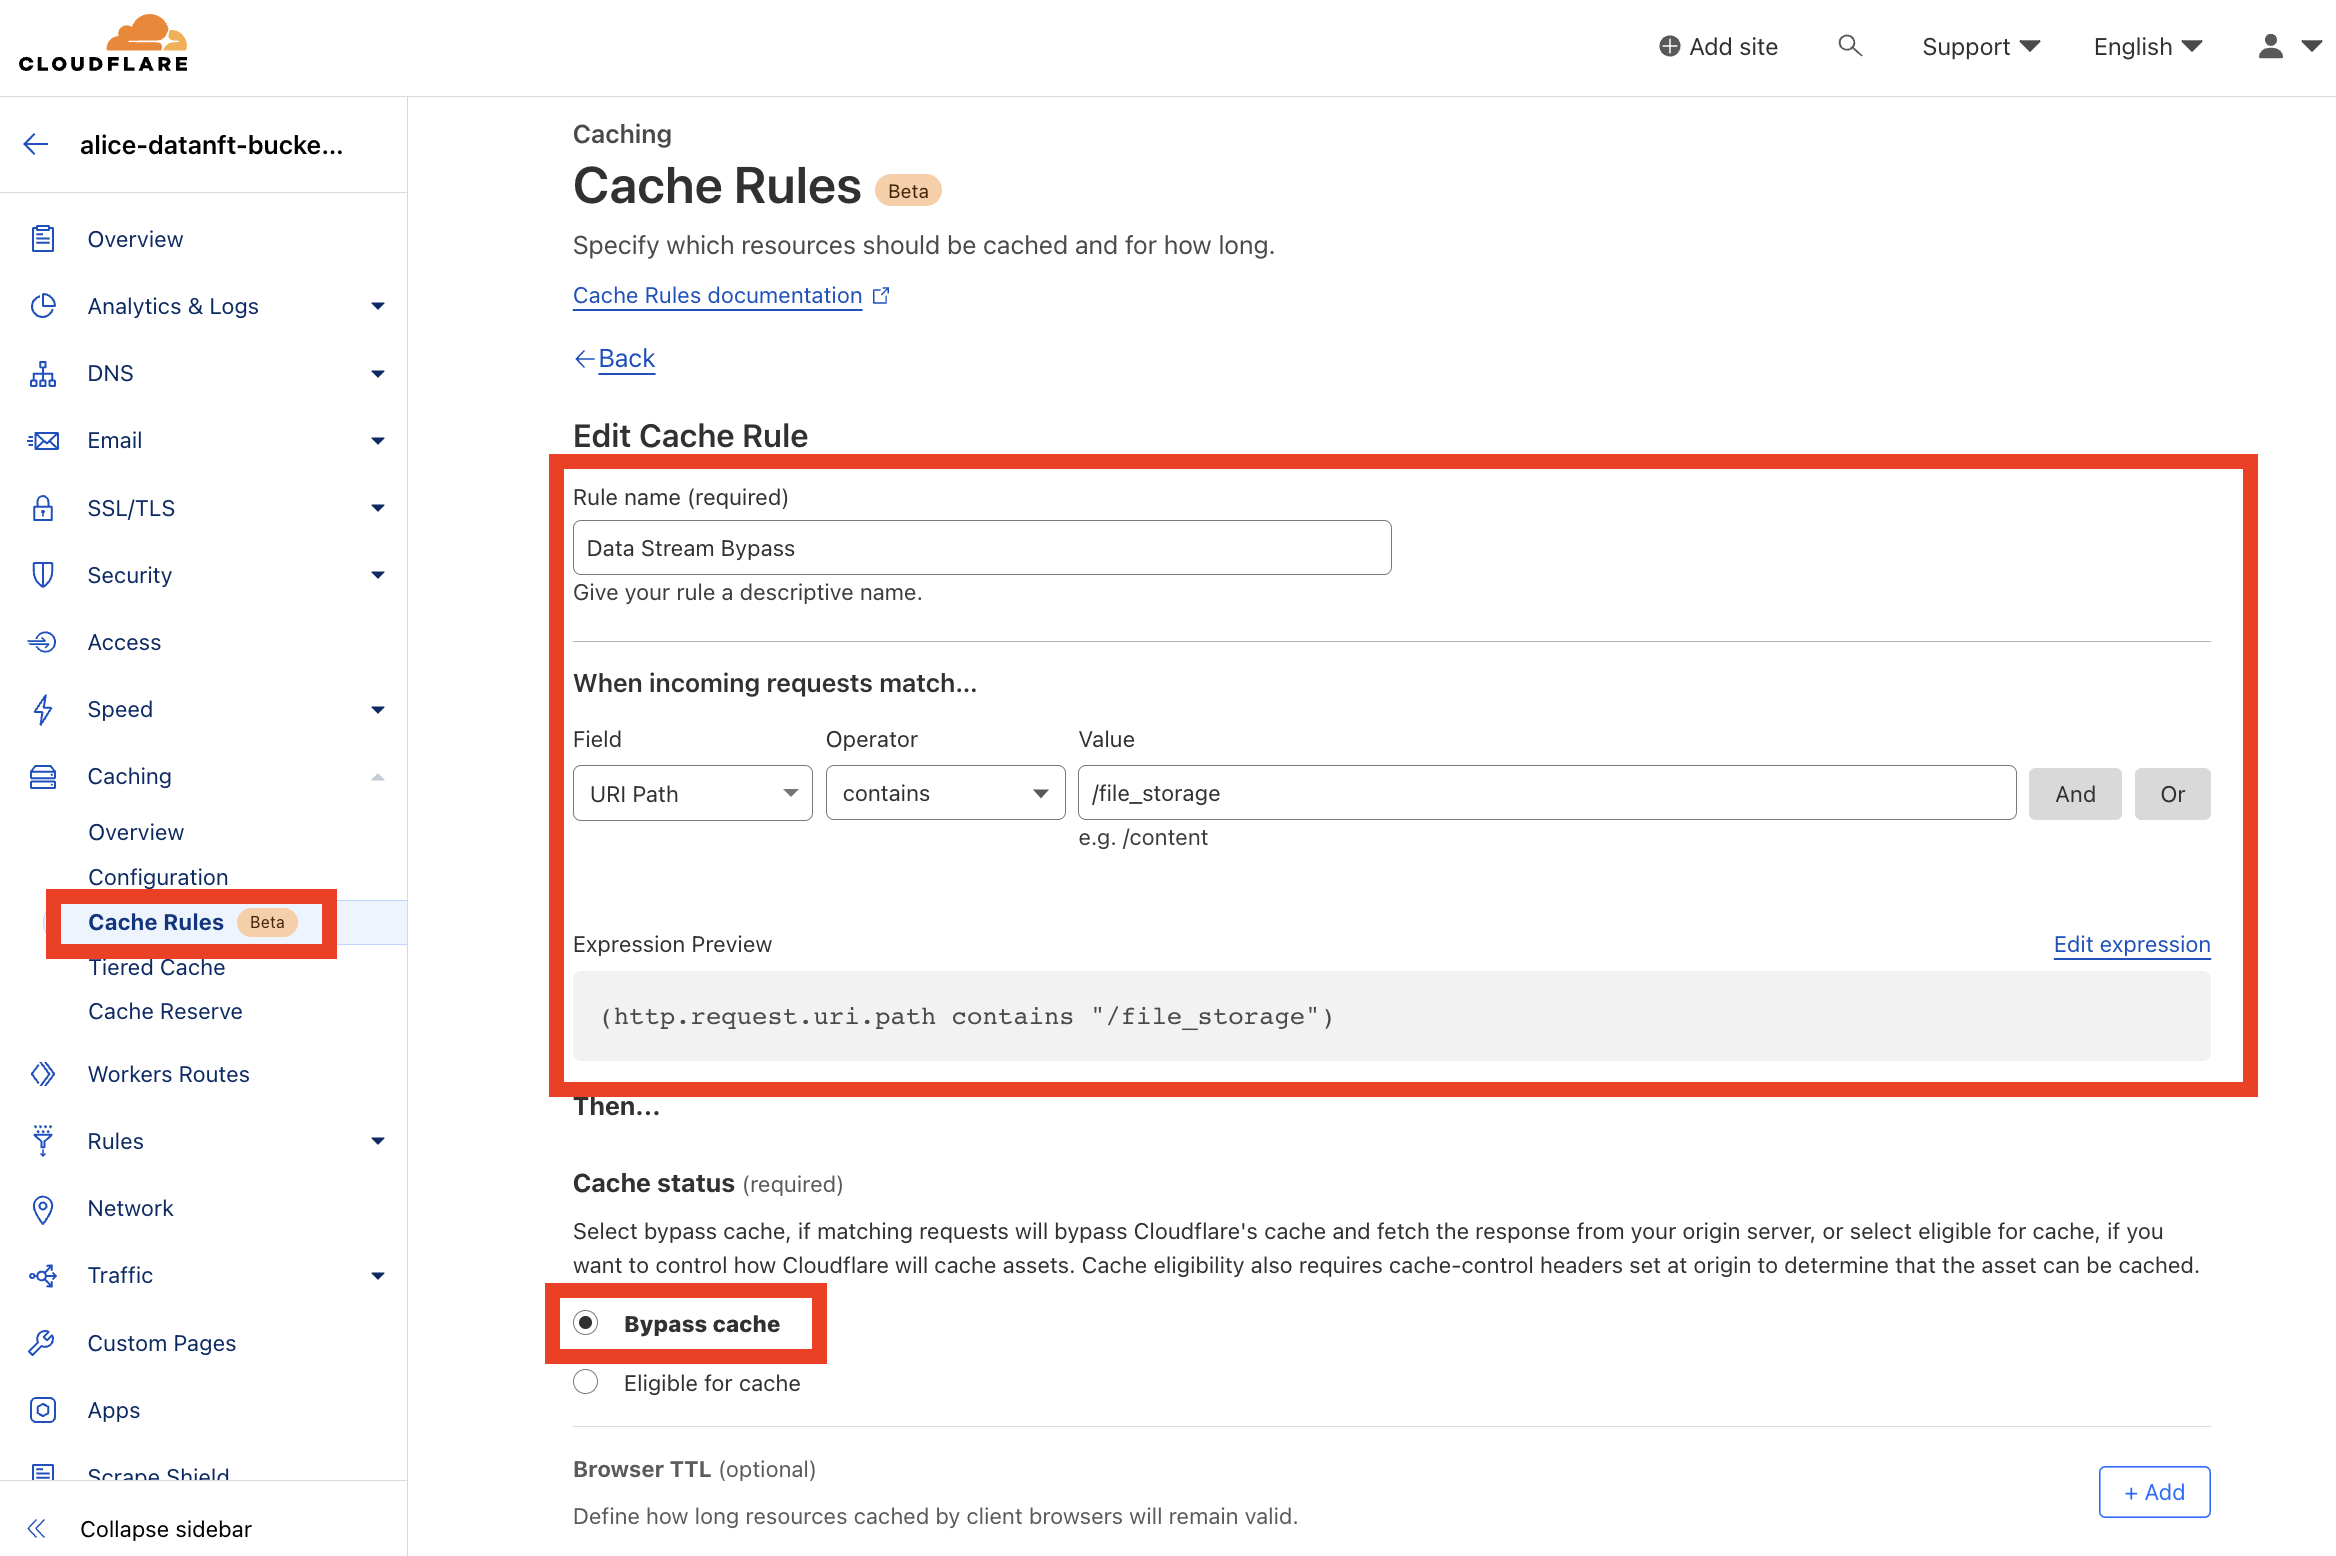 CLOUDFLARE
Add site
Support
English
alice-datanft-bucke...
Overview
Analytics & Logs
DNS
Email
SSL/TLS
Security
Access
Speed
Caching
Overview
Configuration
Cache Rules Beta
Tiered Cache
Cache Reserve
Workers Routes
Rules
Network
Traffic
Custom Pages
Apps
Scrape Shield
Collapse sidebar
Caching
Cache Rules Beta
Specify which resources should be cached and for how long.
Cache Rules documentation
Back
Edit Cache Rule
Rule name (required)
Data Stream Bypass
Give your rule a descriptive name.
When incoming requests match...
Field Operator Value
URI Path contains /file_storage And Or
e.g. /content
Expression Preview Edit expression
(http.request.uri.path contains "/file_storage")
Then...
Cache status (required)
Select bypass cache, if matching requests will bypass Cloudflare's cache and fetch the response from your origin server, or select eligible for cache, if you
want to control how Cloudflare will cache assets. Cache eligibility also requires cache-control headers set at origin to determine that the asset can be cached.
Bypass cache
Eligible for cache
Browser TTL (optional)
+ Add
Define how long resources cached by client browsers will remain valid.